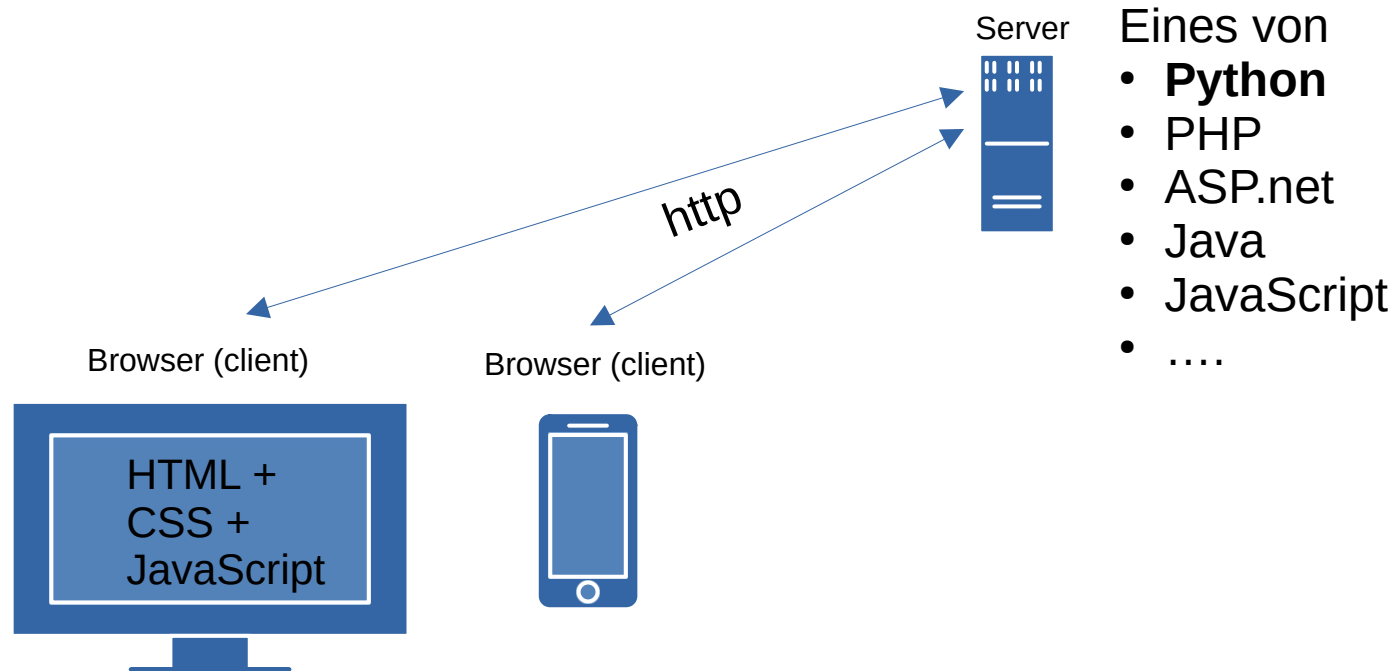 Server
Eines von
• Python
• PHP
• ASP.net
• Java
• JavaScript
• ….
http
Browser (client)
Browser (client)
HTML +
CSS +
JavaScript